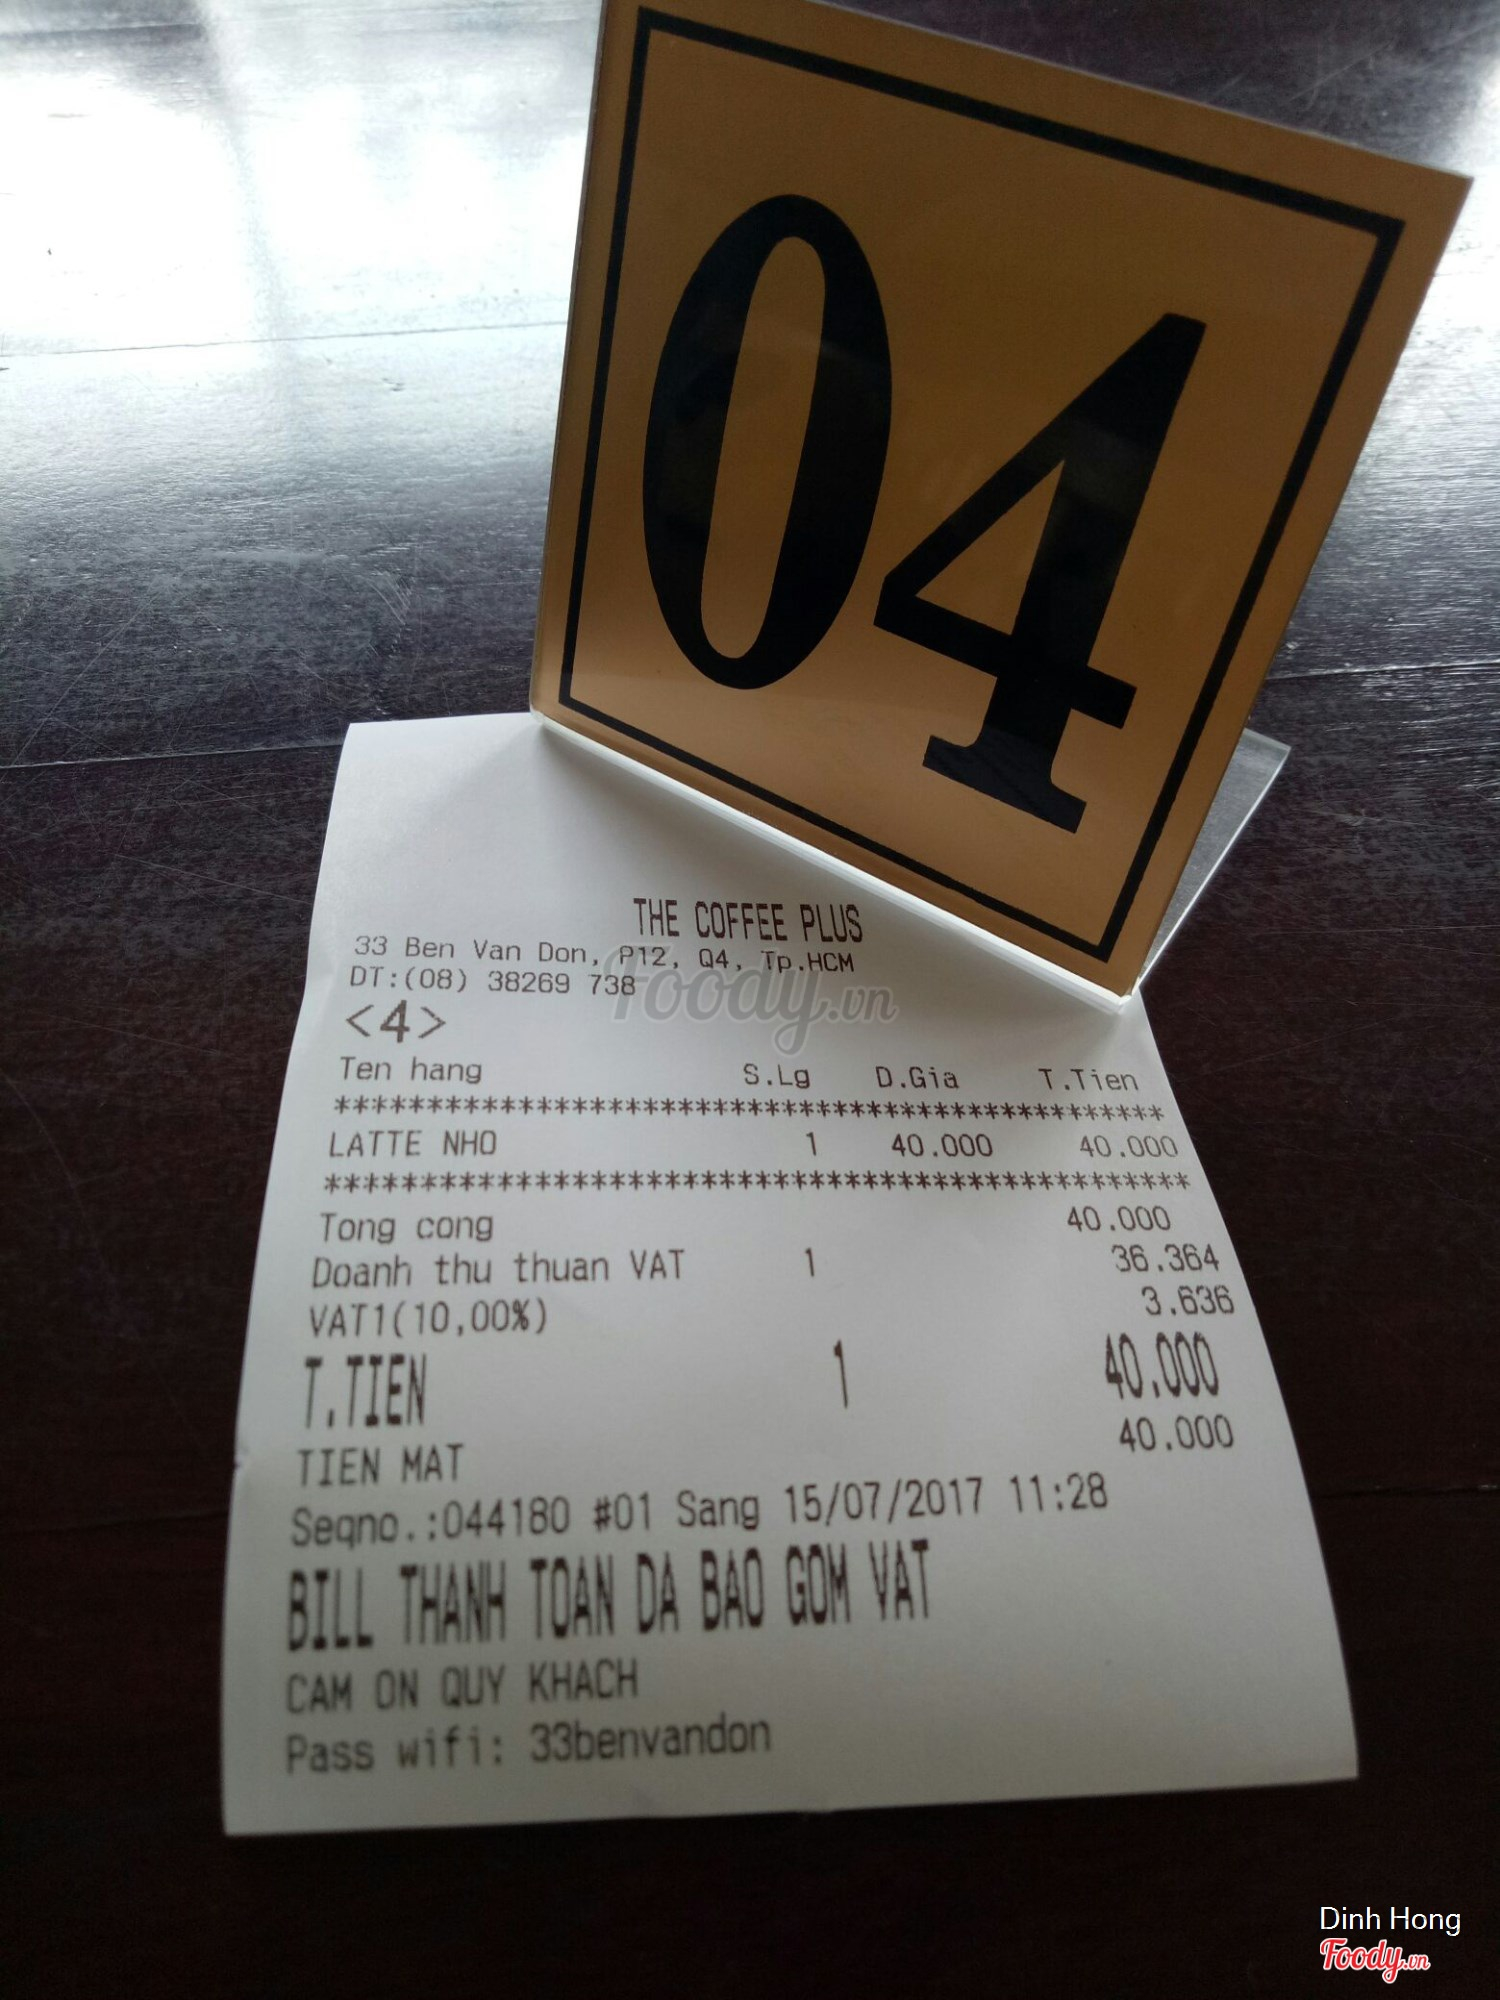 04
THE COFFEE PLUS
33 Ben Van Don, P12, Q4, Tp.HCM
DT:(08) 38269 738
Foody.vn
<4>
Ten hang S.Lg D.Gia T.Tien
*********************************************
LATTE NHO 1 40.000 40.000
*********************************************
Tong cong 40.000
Doanh thu thuan VAT 1 36.364
VAT1(10,00%) 3.636
T.TIEN 1 40.000
TIEN MAT 40.000
Seqno.:044180 #01 Sang 15/07/2017 11:28
BILL THANH TOAN DA BAO GOM VAT
CAM ON QUY KHACH
Pass wifi: 33benvandon
Dinh Hong
Foody.vn